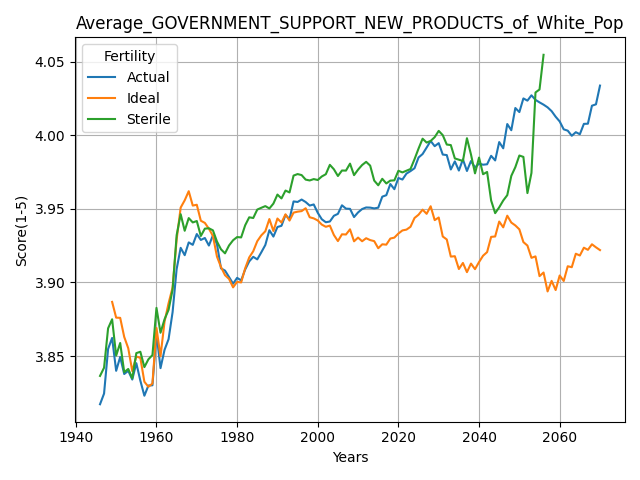 Average_GOVERNMENT_SUPPORT_NEW_PRODUCTS_of_White_Pop
Fertility
Actual
Ideal
Sterile
Score(1-5)
4.05
4.00
3.95
3.90
3.85
1940 1960 1980 2000 2020 2040 2060
Years